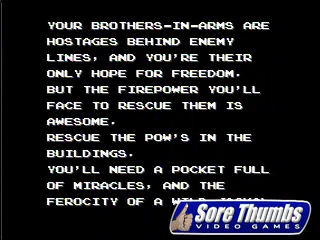 YOUR BROTHERS-IN-ARMS ARE
HOSTAGES BEHIND ENEMY
LINES, AND YOU'RE THEIR
ONLY HOPE FOR FREEDOM.
BUT THE FIREPOWER YOU'LL
FACE TO RESCUE THEM IS
AWESOME.
RESCUE THE POW'S IN THE
BUILDINGS.
YOU'LL NEED A POCKET FULL
OF MIRACLES, AND THE
FEROCITY OF A
Sore Thumbs
VIDEO GAMES